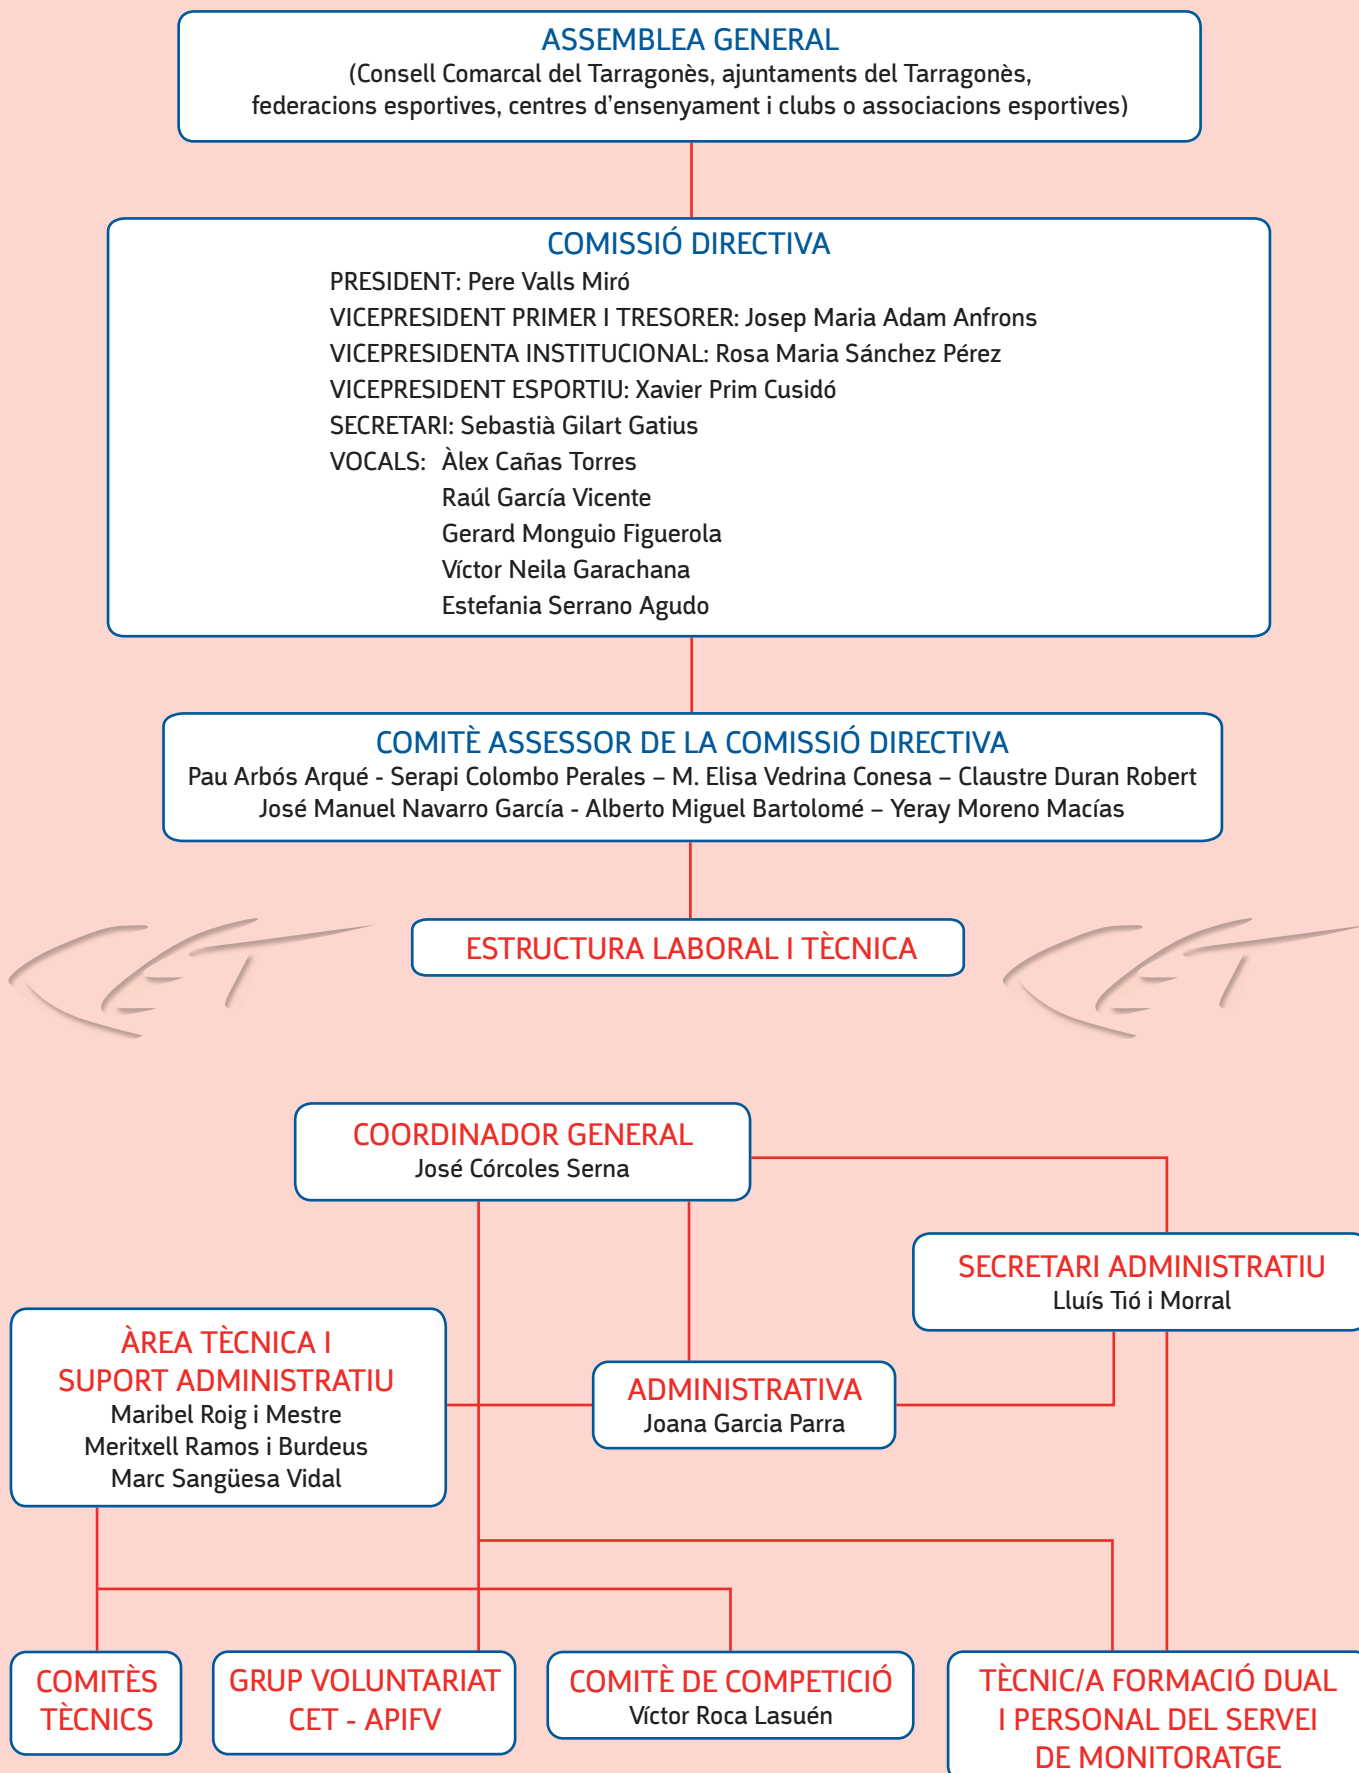 ASSEMBLEA GENERAL
(Consell Comarcal del Tarragonès, ajuntaments del Tarragonès,
federacions esportives, centres d'ensenyament i clubs o associacions esportives)
COMISSIÓ DIRECTIVA
PRESIDENT: Pere Valls Miró
VICEPRESIDENT PRIMER I TRESORER: Josep Maria Adam Anfrons
VICEPRESIDENTA INSTITUCIONAL: Rosa Maria Sánchez Pérez
VICEPRESIDENT ESPORTIU: Xavier Prim Cusidó
SECRETARI: Sebastià Gilart Gatius
VOCALS: Àlex Cañas Torres
Raúl García Vicente
Gerard Monguio Figuerola
Víctor Neila Garachana
Estefania Serrano Agudo
COMITÈ ASSESSOR DE LA COMISSIÓ DIRECTIVA
Pau Arbós Arqué - Serapi Colombo Perales – M. Elisa Vedrina Conesa – Claustre Duran Robert
José Manuel Navarro García - Alberto Miguel Bartolomé – Yeray Moreno Macías
CET
ESTRUCTURA LABORAL I TÈCNICA
CET
COORDINADOR GENERAL
José Córcoles Serna
SECRETARI ADMINISTRATIU
Lluís Tió i Morral
ÀREA TÈCNICA I
SUPORT ADMINISTRATIU
Maribel Roig i Mestre
Meritxell Ramos i Burdeus
Marc Sangüesa Vidal
ADMINISTRATIVA
Joana Garcia Parra
COMITÈS
TÈCNICS
GRUP VOLUNTARIAT
CET - APIFV
COMITÈ DE COMPETICIÓ
Víctor Roca Lasuén
TÈCNIC/A FORMACIÓ DUAL
I PERSONAL DEL SERVEI
DE MONITORATGE